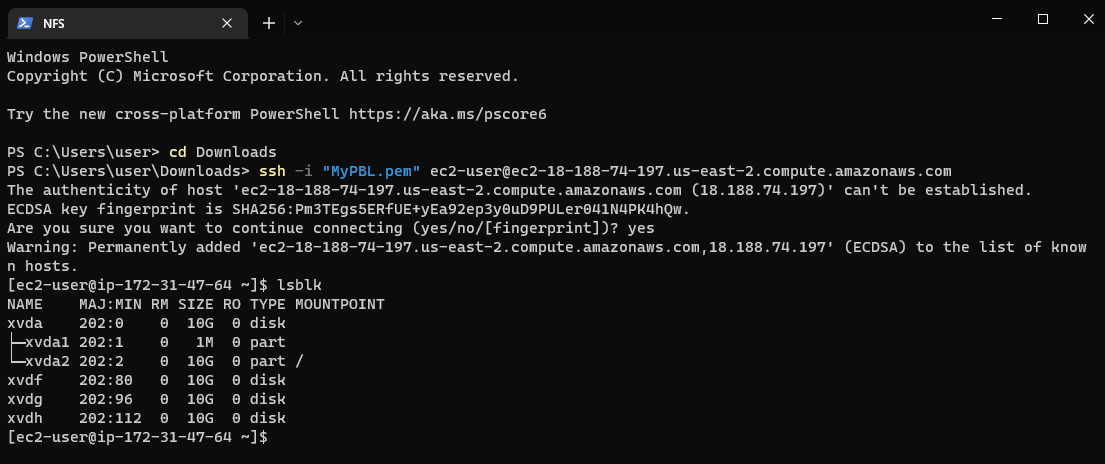 NFS
Windows PowerShell
Copyright (C) Microsoft Corporation. All rights reserved.
Try the new cross-platform PowerShell https://aka.ms/pscore6
PS C:\Users\user> cd Downloads
PS C:\Users\user\Downloads> ssh -i "MyPBL.pem" ec2-user@ec2-18-188-74-197.us-east-2.compute.amazonaws.com
The authenticity of host 'ec2-18-188-74-197.us-east-2.compute.amazonaws.com (18.188.74.197)' can't be established.
ECDSA key fingerprint is SHA256:Pm3TEgs5ERfUE+yEa92ep3y0uD9PULer041N4PK4hQw.
Are you sure you want to continue connecting (yes/no/[fingerprint])? yes
Warning: Permanently added 'ec2-18-188-74-197.us-east-2.compute.amazonaws.com,18.188.74.197' (ECDSA) to the list of know
n hosts.
[ec2-user@ip-172-31-47-64 ~]$ lsblk
NAME    MAJ:MIN RM SIZE RO TYPE MOUNTPOINT
xvda    202:0    0  10G  0 disk
├─xvda1 202:1    0   1M  0 part
└─xvda2 202:2    0  10G  0 part /
xvdf    202:80   0  10G  0 disk
xvdg    202:96   0  10G  0 disk
xvdh    202:112  0  10G  0 disk
[ec2-user@ip-172-31-47-64 ~]$